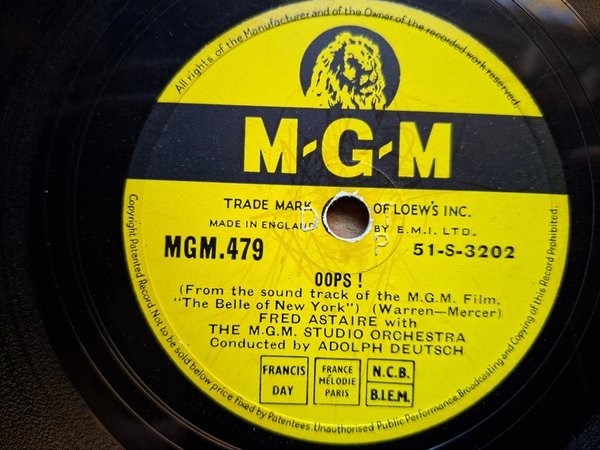 All rights of the Manufacturer and of the Owner of the recorded work reserved.
M-G-M
TRADE MARK OF LOEW'S INC.
MADE IN ENGLAND BY E.M.I. LTD.
D P
MGM.479 51-S-3202
OOPS !
(From the sound track of the M.G.M. Film,
"The Belle of New York") (Warren—Mercer)
FRED ASTAIRE with
THE M.G.M. STUDIO ORCHESTRA
Conducted by ADOLPH DEUTSCH
FRANCIS
DAY
FRANCE
MÉLODIE
PARIS
N.C.B.
B.I.E.M.
Copyright Patented Record Not to be sold below price fixed by Patentees. Unauthorised Public Performance, Broadcasting and Copying of this Record Prohibited.